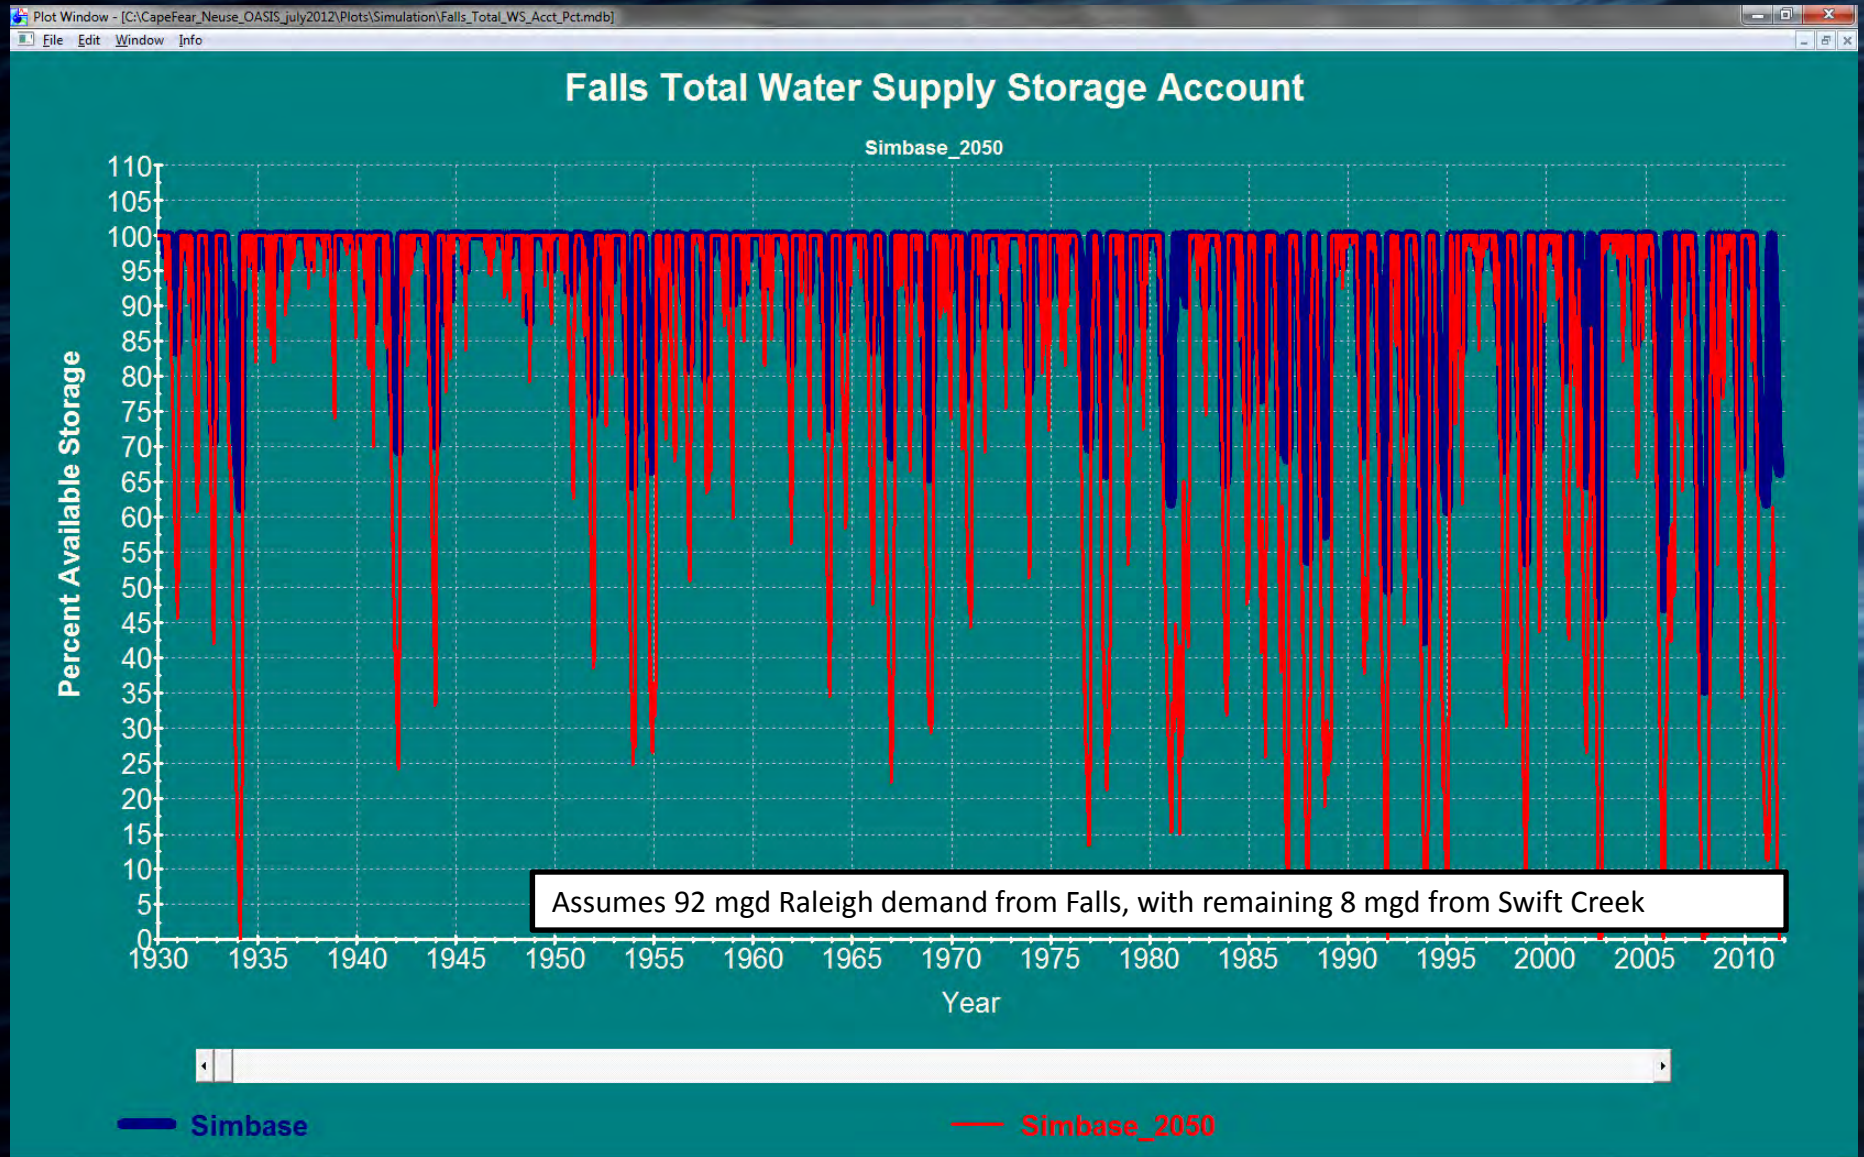 Plot Window - [C:\CapeFear_Neuse_OASIS_july2012\Plots\Simulation\Falls_Total_WS_Acct_Pct.mdb]
File Edit Window Info
Falls Total Water Supply Storage Account
Simbase_2050
110
105
100
95
90
85
80
75
70
65
60
55
50
45
40
35
30
25
20
15
10
5
0
Percent Available Storage
Assumes 92 mgd Raleigh demand from Falls, with remaining 8 mgd from Swift Creek
1930 1935 1940 1945 1950 1955 1960 1965 1970 1975 1980 1985 1990 1995 2000 2005 2010
Year
Simbase Simbase_2050